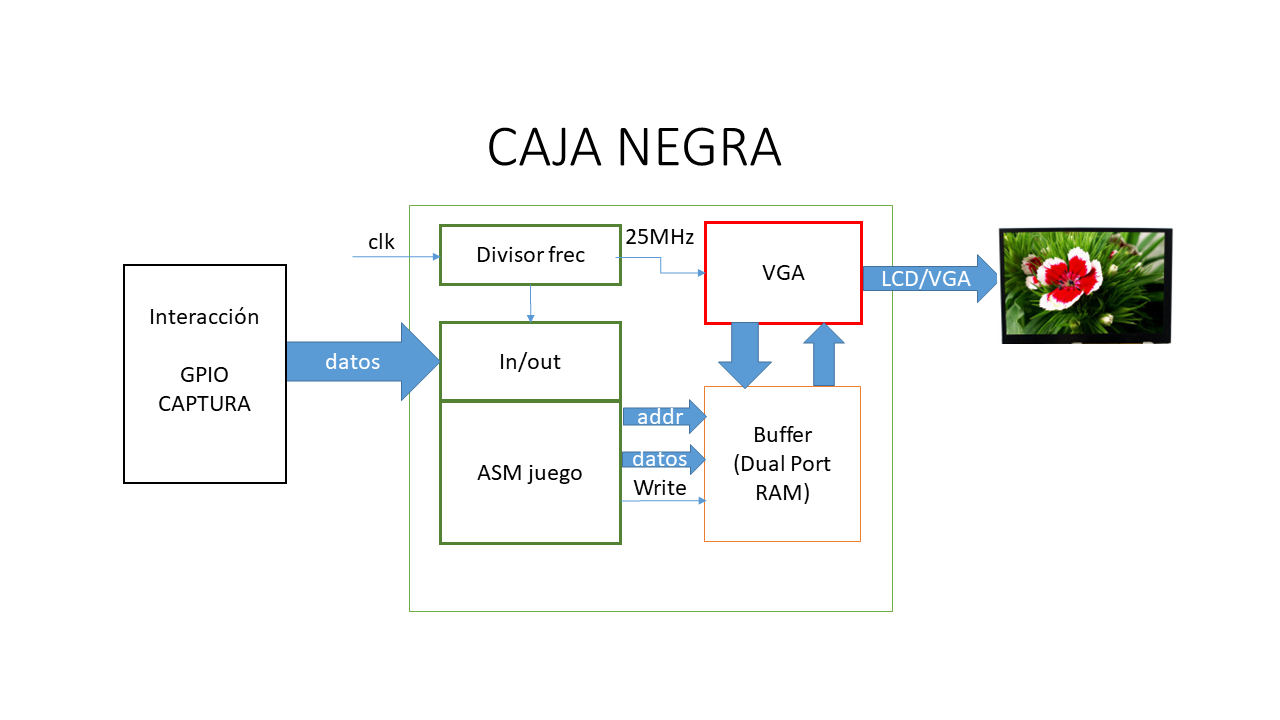 CAJA NEGRA
clk
Divisor frec
25MHz
VGA
LCD/VGA
Interacción
GPIO
CAPTURA
datos
In/out
ASM juego
addr
datos
Write
Buffer
(Dual Port
RAM)